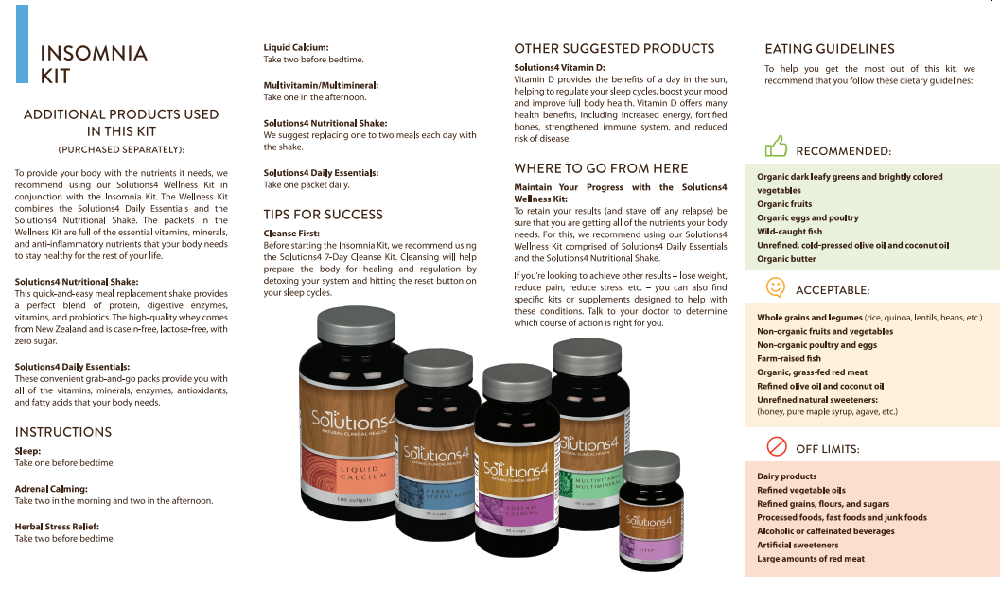 INSOMNIA
KIT
ADDITIONAL PRODUCTS USED
IN THIS KIT
(PURCHASED SEPARATELY):
To provide your body with the nutrients it needs, we
recommend using our Solutions4 Wellness Kit in
conjunction with the Insomnia Kit. The Wellness Kit
combines the Solutions4 Daily Essentials and the
Solutions4 Nutritional Shake. The packets in the
Wellness Kit are full of the essential vitamins, minerals,
and anti-inflammatory nutrients that your body needs
to stay healthy for the rest of your life.
Solutions4 Nutritional Shake:
This quick-and-easy meal replacement shake provides
a perfect blend of protein, digestive enzymes,
vitamins, and probiotics. The high-quality whey comes
from New Zealand and is casein-free, lactose-free, with
zero sugar.
Solutions4 Daily Essentials:
These convenient grab-and-go packs provide you with
all of the vitamins, minerals, enzymes, antioxidants,
and fatty acids that your body needs.
INSTRUCTIONS
Sleep:
Take one before bedtime.
Adrenal Calming:
Take two in the morning and two in the afternoon.
Herbal Stress Relief:
Take two before bedtime.
Liquid Calcium:
Take two before bedtime.
Multivitamin/Multimineral:
Take one in the afternoon.
Solutions4 Nutritional Shake:
We suggest replacing one to two meals each day with
the shake.
Solutions4 Daily Essentials:
Take one packet daily.
TIPS FOR SUCCESS
Cleanse First:
Before starting the Insomnia Kit, we recommend using
the Solutions4 7-Day Cleanse Kit. Cleansing will help
prepare the body for healing and regulation by
detoxing your system and hitting the reset button on
your sleep cycles.
OTHER SUGGESTED PRODUCTS
Solutions4 Vitamin D:
Vitamin D provides the benefits of a day in the sun,
helping to regulate your sleep cycles, boost your mood
and improve full body health. Vitamin D offers many
health benefits, including increased energy, fortified
bones, strengthened immune system, and reduced
risk of disease.
WHERE TO GO FROM HERE
Maintain Your Progress with the Solutions4
Wellness Kit:
To retain your results (and stave off any relapse) be
sure that you are getting all of the nutrients your body
needs. For this, we recommend using our Solutions4
Wellness Kit comprised of Solutions4 Daily Essentials
and the Solutions4 Nutritional Shake.
If you're looking to achieve other results – lose weight,
reduce pain, reduce stress, etc. – you can also find
specific kits or supplements designed to help with
these conditions. Talk to your doctor to determine
which course of action is right for you.
Solutions4
NATURAL CLINICAL HEALTH
LIQUID
CALCIUM
100 softgels
Solutions4
NATURAL CLINICAL HEALTH
HERBAL
STRESS RELIEF
90 v-caps
Solutions4
NATURAL CLINICAL HEALTH
ADRENAL
CALMING
90 v-caps
Solutions4
NATURAL CLINICAL HEALTH
MULTIVITAMIN
MULTIMINERAL
Solutions4
NATURAL CLINICAL HEALTH
SLEEP
EATING GUIDELINES
To help you get the most out of this kit, we
recommend that you follow these dietary guidelines:
RECOMMENDED:
Organic dark leafy greens and brightly colored
vegetables
Organic fruits
Organic eggs and poultry
Wild-caught fish
Unrefined, cold-pressed olive oil and coconut oil
Organic butter
ACCEPTABLE:
Whole grains and legumes (rice, quinoa, lentils, beans, etc.)
Non-organic fruits and vegetables
Non-organic poultry and eggs
Farm-raised fish
Organic, grass-fed red meat
Refined olive oil and coconut oil
Unrefined natural sweeteners:
(honey, pure maple syrup, agave, etc.)
OFF LIMITS:
Dairy products
Refined vegetable oils
Refined grains, flours, and sugars
Processed foods, fast foods and junk foods
Alcoholic or caffeinated beverages
Artificial sweeteners
Large amounts of red meat